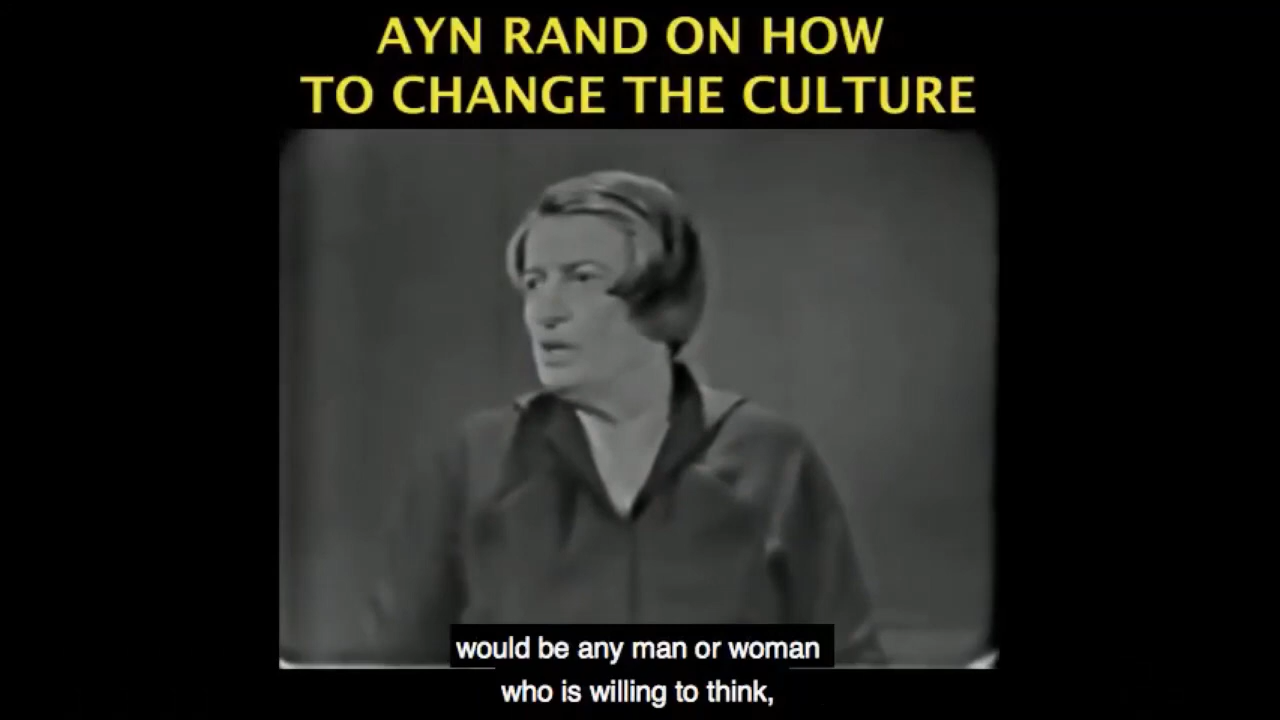 AYN RAND ON HOW
TO CHANGE THE CULTURE
would be any man or woman
who is willing to think,